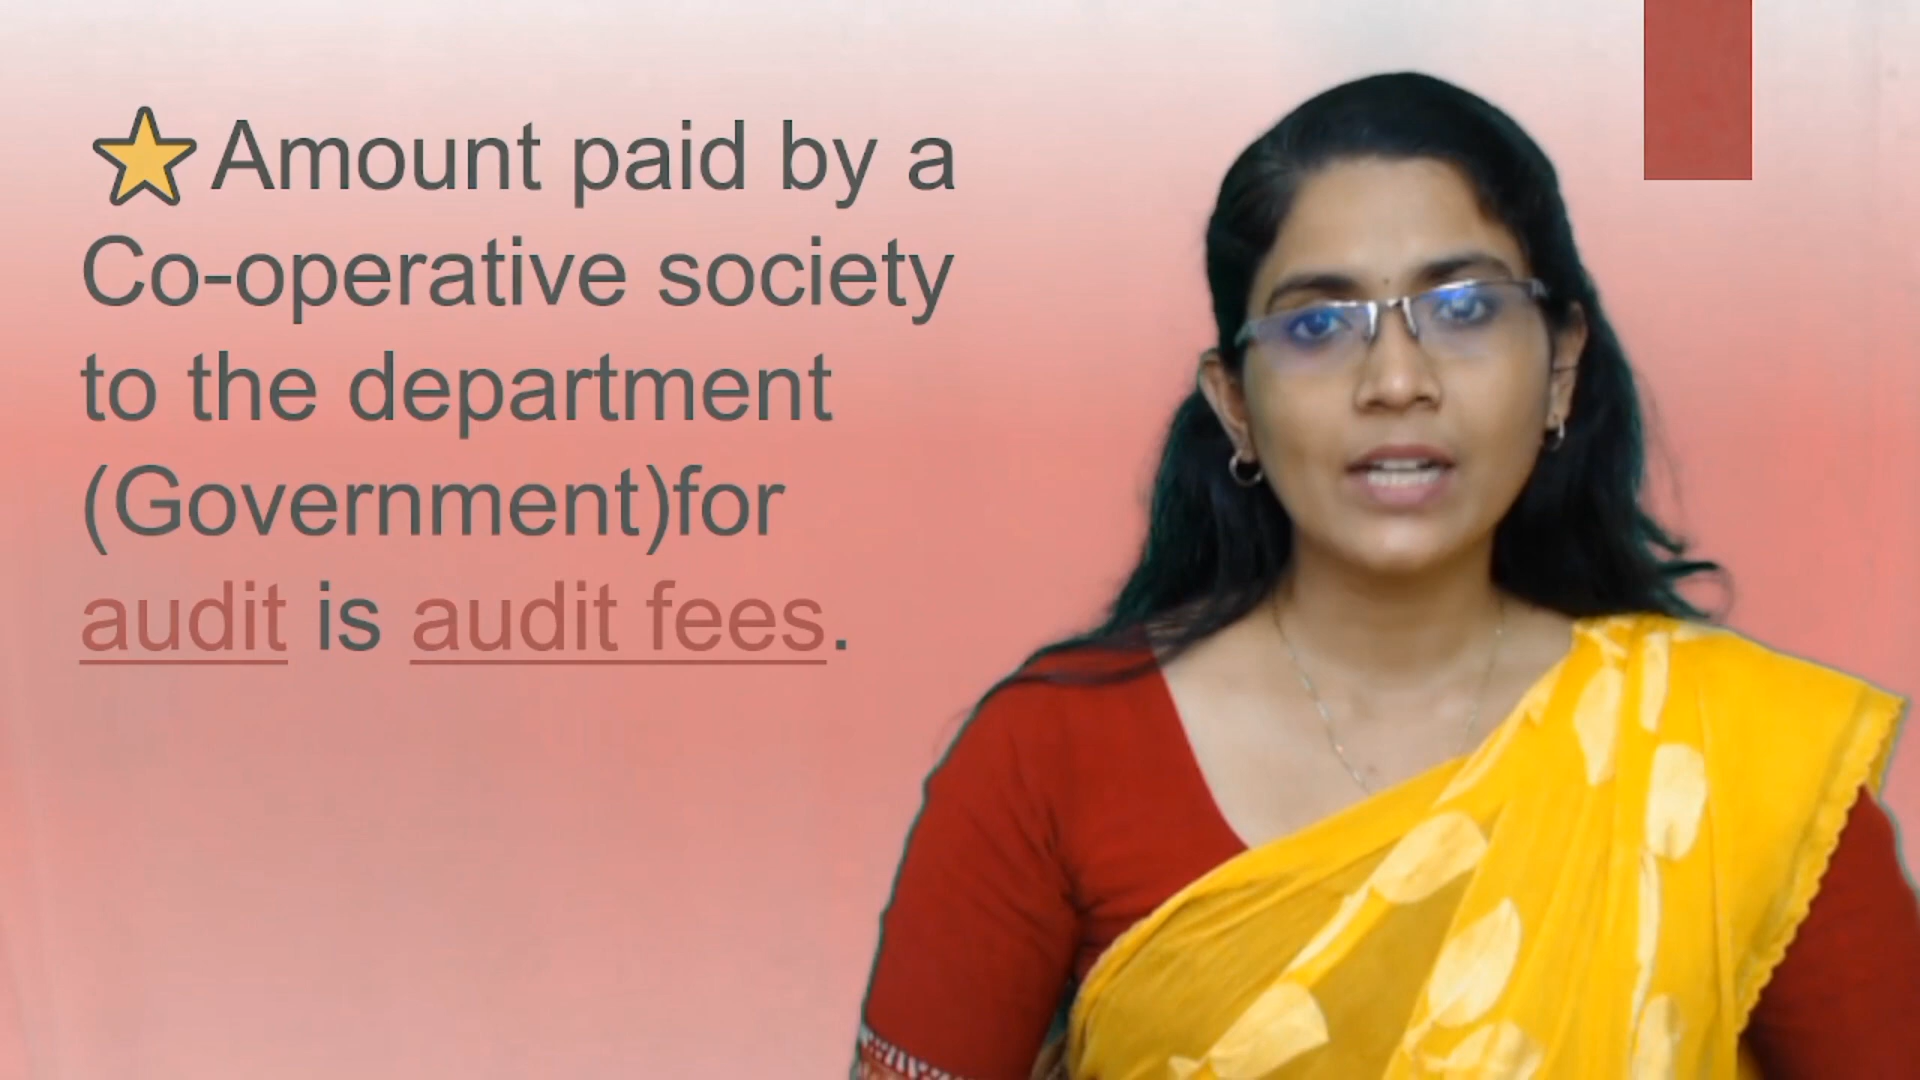 Amount paid by a
Co-operative society
to the department
(Government)for
audit is audit fees.